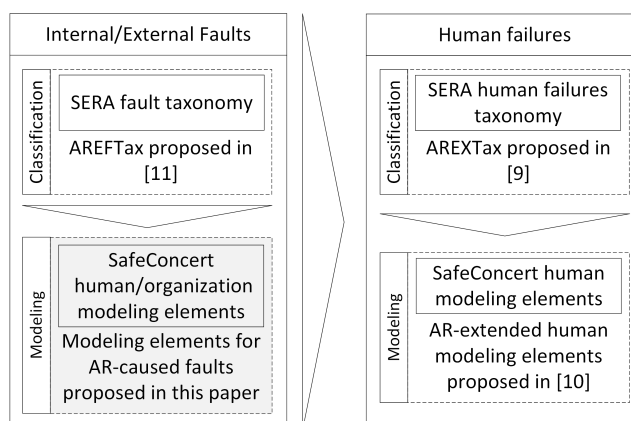 Internal/External Faults
Classification
SERA fault taxonomy
AREFTax proposed in
[11]
Modeling
SafeConcert
human/organization
modeling elements
Modeling elements for
AR-caused faults
proposed in this paper
Human failures
Classification
SERA human failures
taxonomy
AREXTax proposed in
[9]
Modeling
SafeConcert human
modeling elements
AR-extended human
modeling elements
proposed in [10]